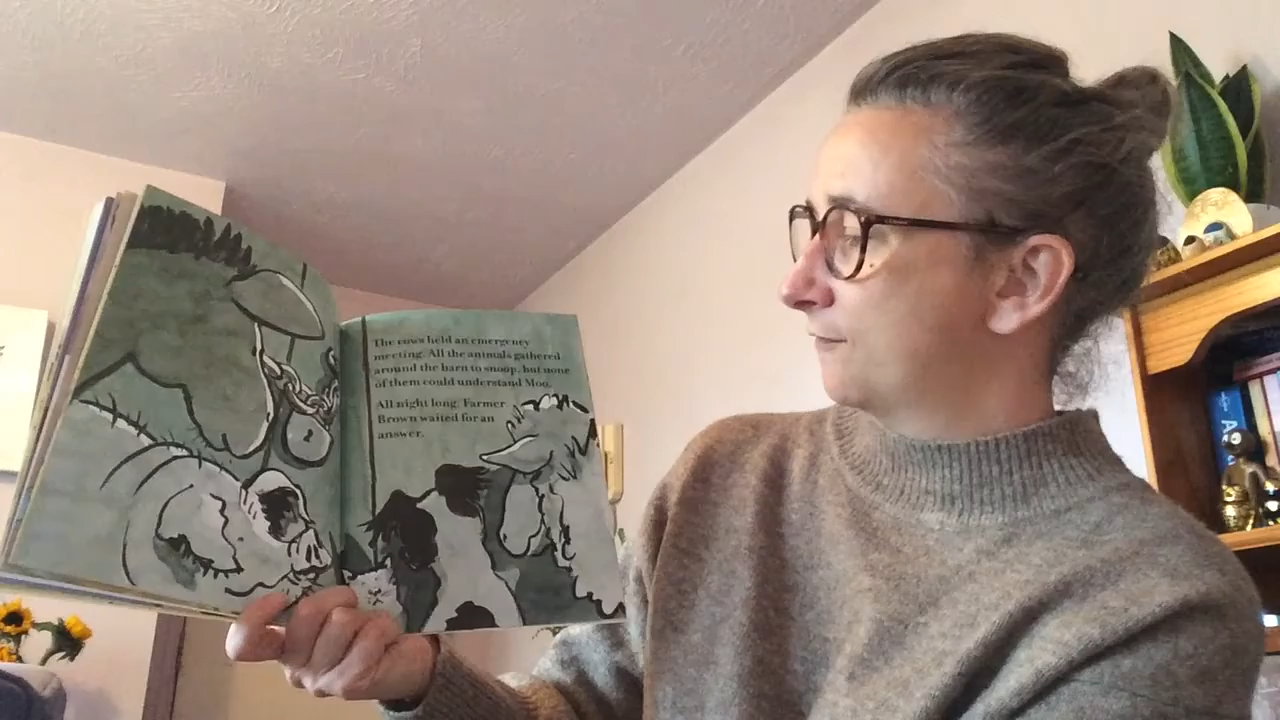 The cows held an emergency
meeting. All the animals gathered
around the barn to snoop, but none
of them could understand Moo.
All night long, Farmer
Brown waited for an
answer.